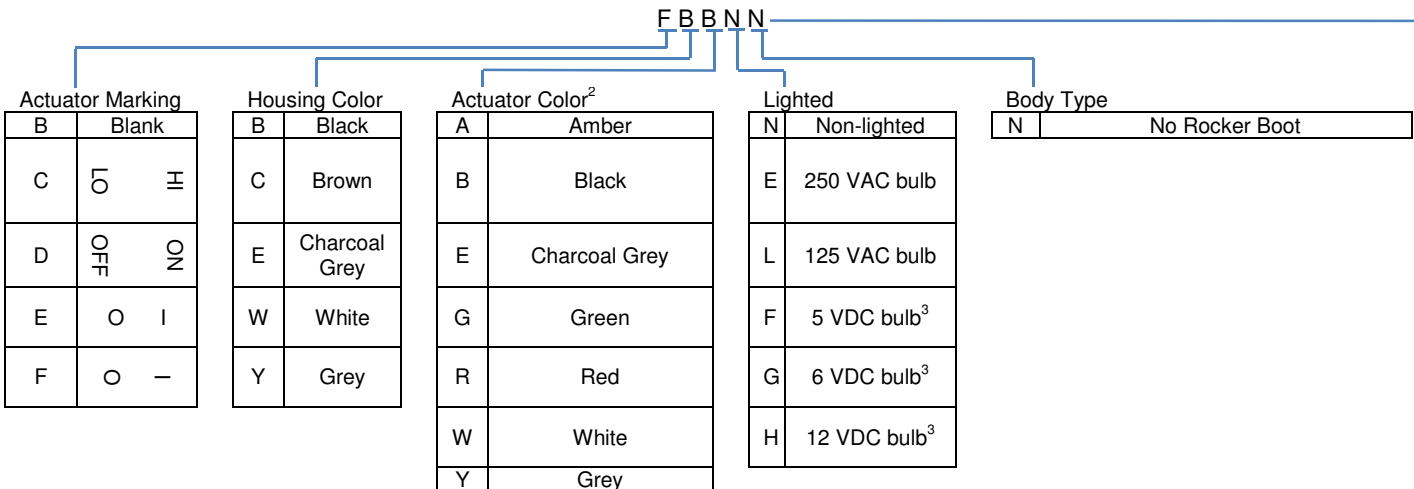 F B B N N
Actuator Marking
B Blank
C LO HI
D OFF ON
E O I
F O I
Housing Color
B Black
C Brown
E Charcoal
Grey
W White
Y Grey
Actuator Color²
A Amber
B Black
E Charcoal Grey
G Green
R Red
W White
Y Grey
Lighted
N Non-lighted
E 250 VAC bulb
L 125 VAC bulb
F 5 VDC bulb³
G 6 VDC bulb³
H 12 VDC bulb³
Body Type
N No Rocker Boot